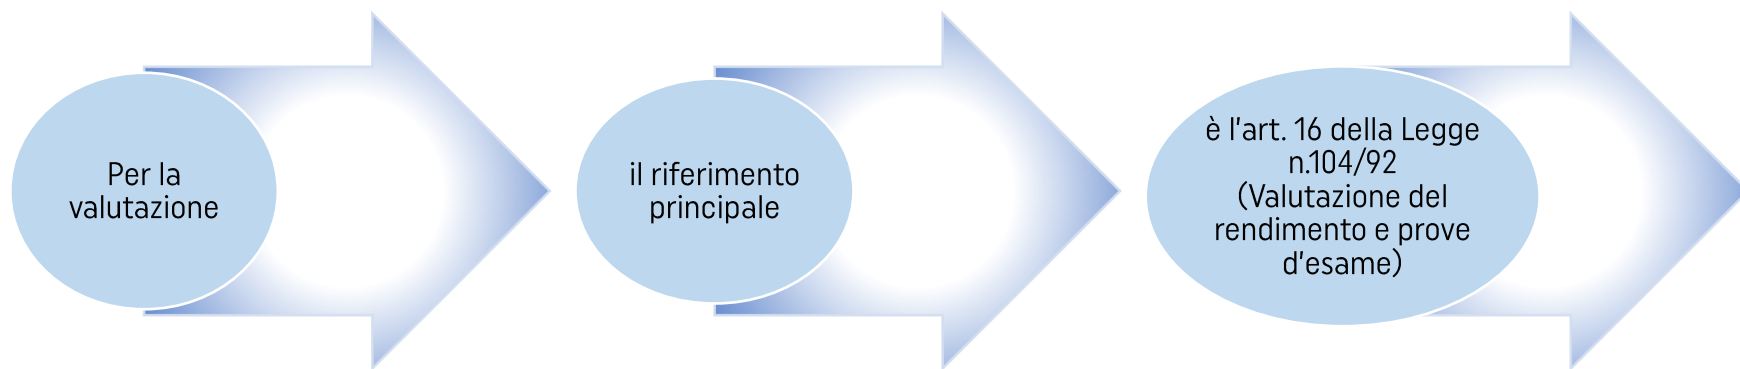 Per la
valutazione
il riferimento
principale
è l'art. 16 della Legge
n.104/92
(Valutazione del
rendimento e prove
d'esame)